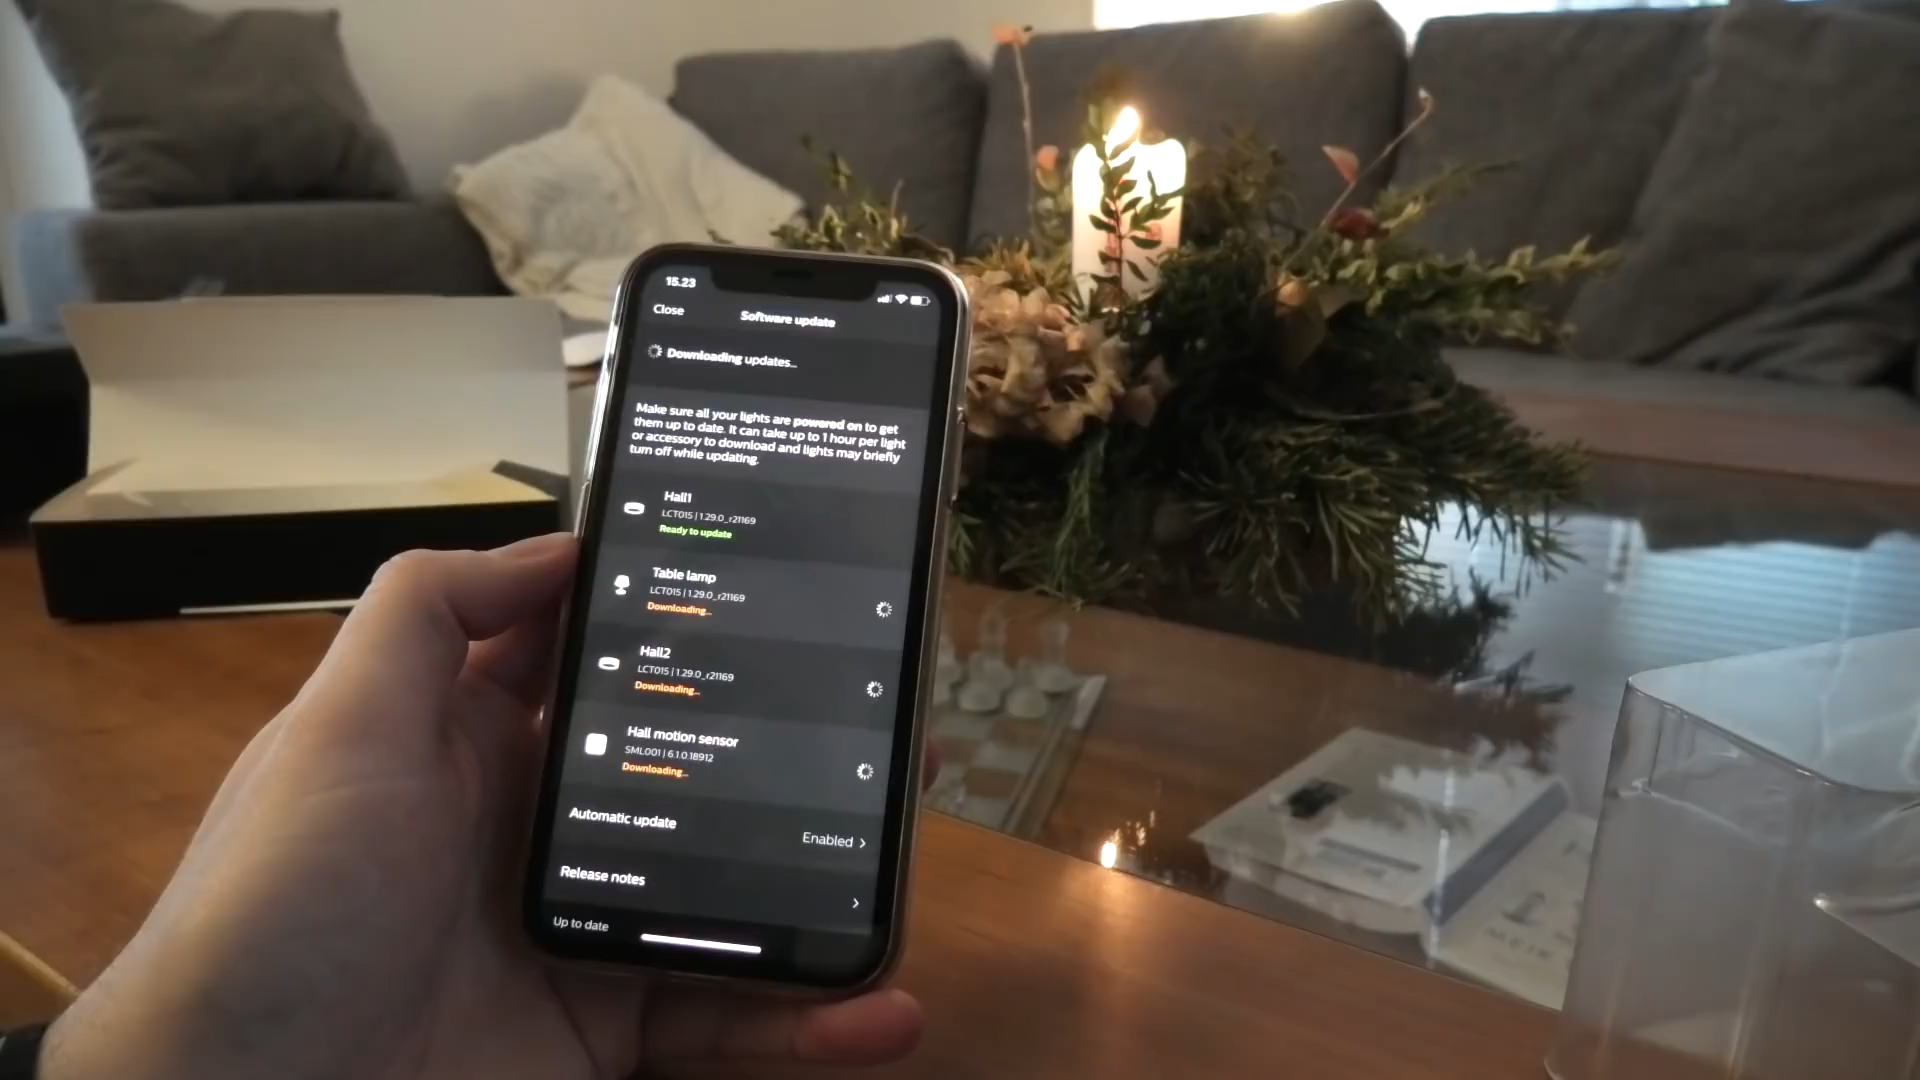 15.23
Close
Software update
Downloading updates...
Make sure all your lights are powered on to get
them up to date. It can take up to 1 hour per light
or accessory to download and lights may briefly
turn off while updating.
Hall1
LCT015 | 1.29.0_r21169
Ready to update
Table lamp
LCT015 | 1.29.0_r21169
Downloading...
Hall2
LCT015 | 1.29.0_r21169
Downloading...
Hall motion sensor
SML001 | 6.1.0.18912
Downloading...
Automatic update
Enabled >
Release notes
>
Up to date